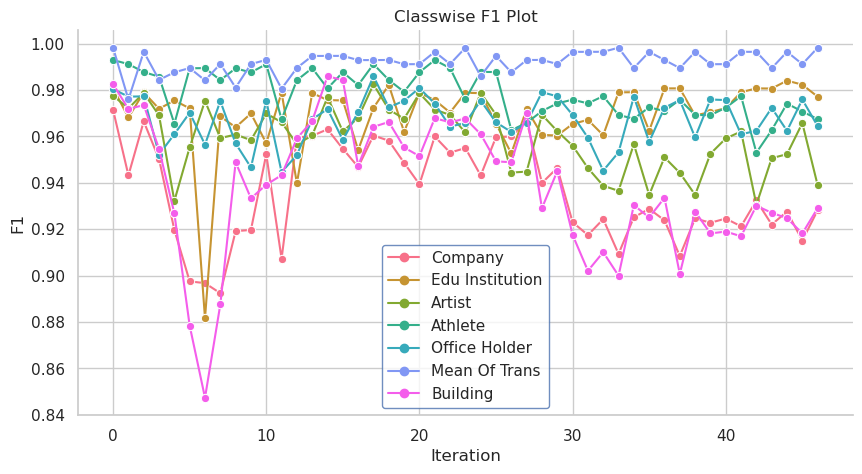 Classwise F1 Plot
F1
1.00
0.98
0.96
0.94
0.92
0.90
0.88
0.86
0.84
Company
Edu Institution
Artist
Athlete
Office Holder
Mean Of Trans
Building
0 10 20 30 40
Iteration